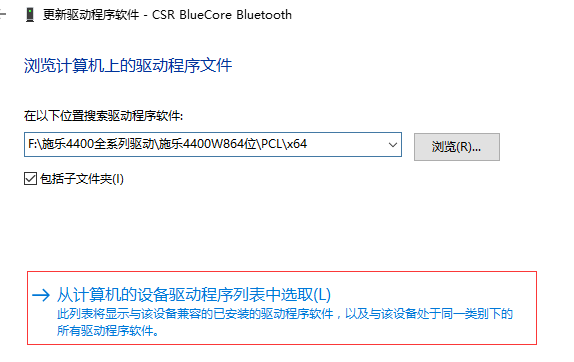 更新驱动程序软件 - CSR BlueCore Bluetooth
浏览计算机上的驱动程序文件
在以下位置搜索驱动程序软件:
F:\施乐4400全系列驱动\施乐4400W864位\PCL\x64
浏览(R)...
包括子文件夹(I)
从计算机的设备驱动程序列表中选取(L)
此列表将显示与该设备兼容的已安装的驱动程序软件，以及与该设备处于同一类别下的
所有驱动程序软件。